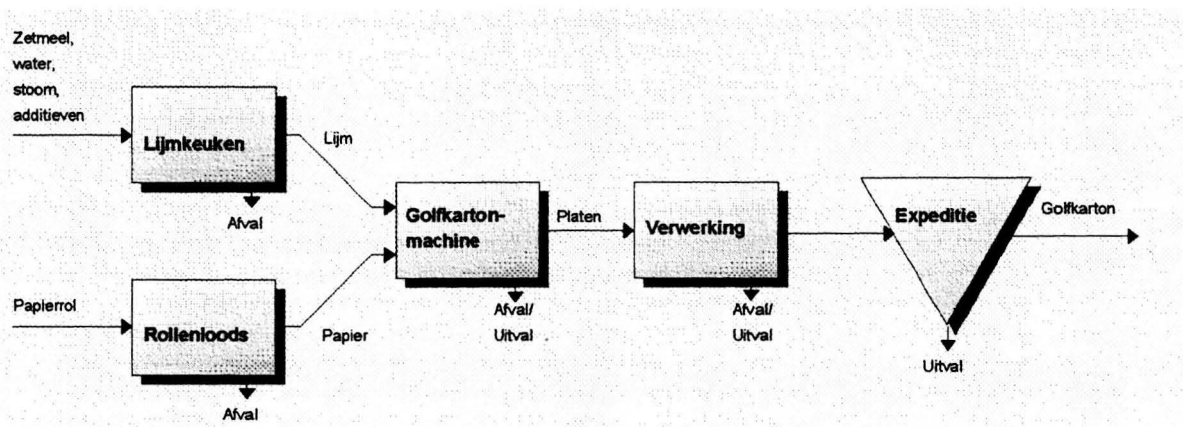 Zetmeel,
water,
stoom,
additieven
Lijmkeuken
Lijm
Afval
Papierrol
Rollenloods
Papier
Afval
Golfkarton-
machine
Afval/
Uitval
Platen
Verwerking
Afval/
Uitval
Expeditie
Uitval
Golfkarton